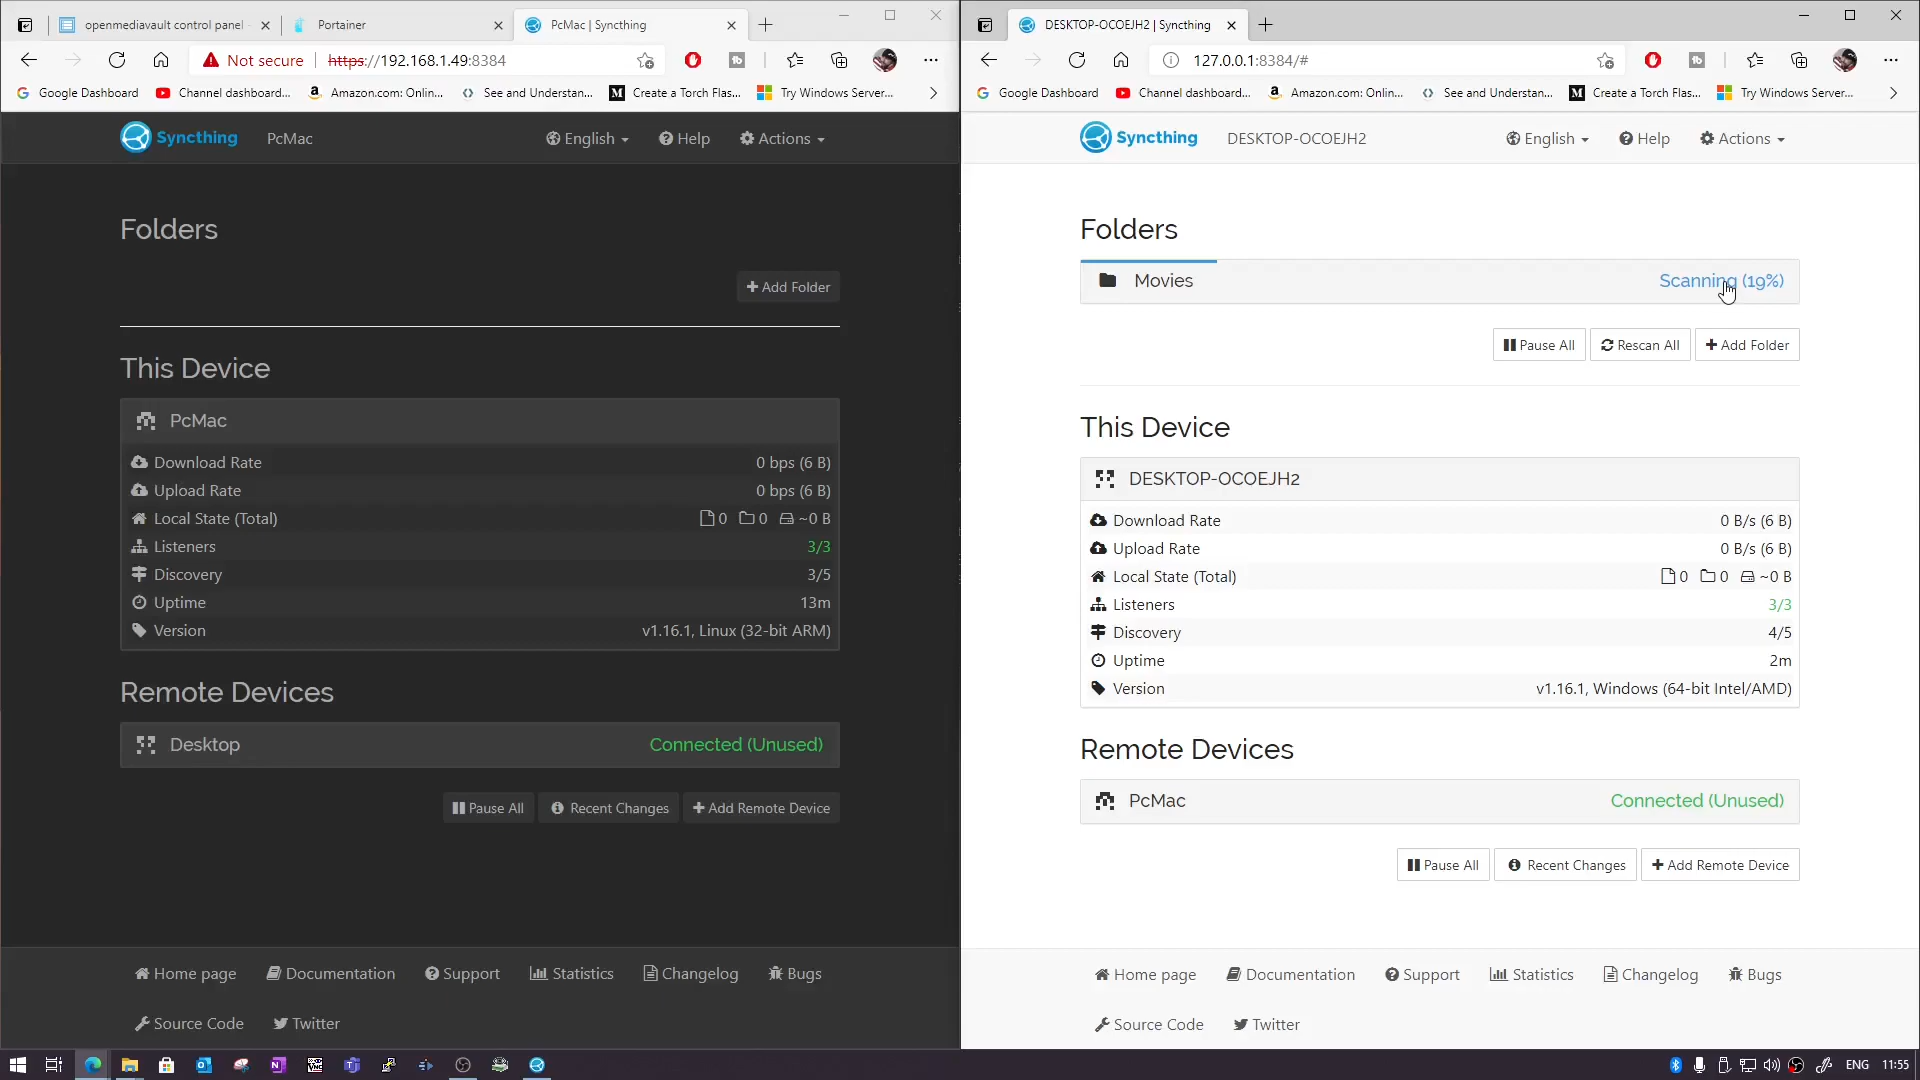 openmediavault control panel -
Portainer
PcMac | Syncthing
Not secure
https://192.168.1.49:8384
Google Dashboard
Channel dashboard...
Amazon.com: Onlin...
See and Understan...
Create a Torch Flas...
Try Windows Server...
Syncthing
PcMac
English
Help
Actions
Folders
Add Folder
This Device
PcMac
Download Rate 0 bps (6 B)
Upload Rate 0 bps (6 B)
Local State (Total) 0 0 ~0 B
Listeners 3/3
Discovery 3/5
Uptime 13m
Version v1.16.1, Linux (32-bit ARM)
Remote Devices
Desktop Connected (Unused)
Pause All
Recent Changes
Add Remote Device
Home page
Documentation
Support
Statistics
Changelog
Bugs
Source Code
Twitter
DESKTOP-OCOEJH2 | Syncthing
127.0.0.1:8384/#
Google Dashboard
Channel dashboard...
Amazon.com: Onlin...
See and Understan...
Create a Torch Flas...
Try Windows Server...
Syncthing
DESKTOP-OCOEJH2
English
Help
Actions
Folders
Movies Scanning (19%)
Pause All
Rescan All
Add Folder
This Device
DESKTOP-OCOEJH2
Download Rate 0 B/s (6 B)
Upload Rate 0 B/s (6 B)
Local State (Total) 0 0 ~0 B
Listeners 3/3
Discovery 4/5
Uptime 2m
Version v1.16.1, Windows (64-bit Intel/AMD)
Remote Devices
PcMac Connected (Unused)
Pause All
Recent Changes
Add Remote Device
Home page
Documentation
Support
Statistics
Changelog
Bugs
Source Code
Twitter
ENG
11:55